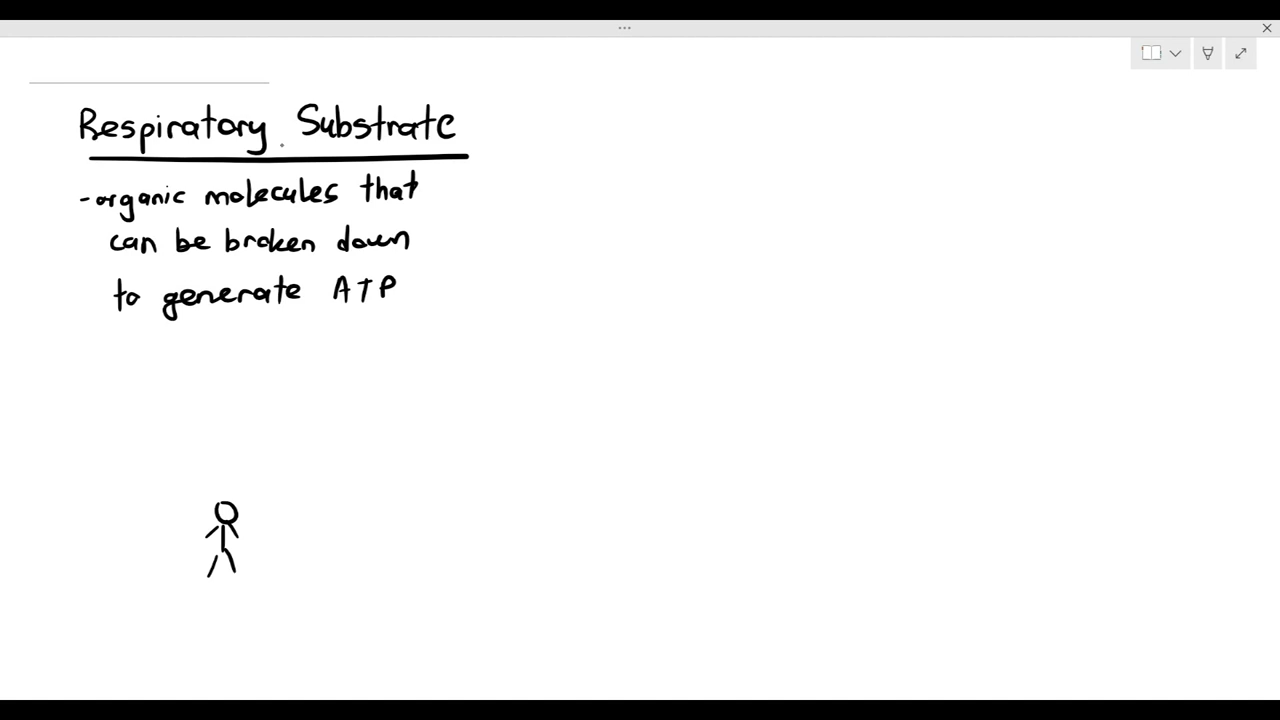 Respiratory Substrate
- organic molecules that
can be broken down
to generate ATP